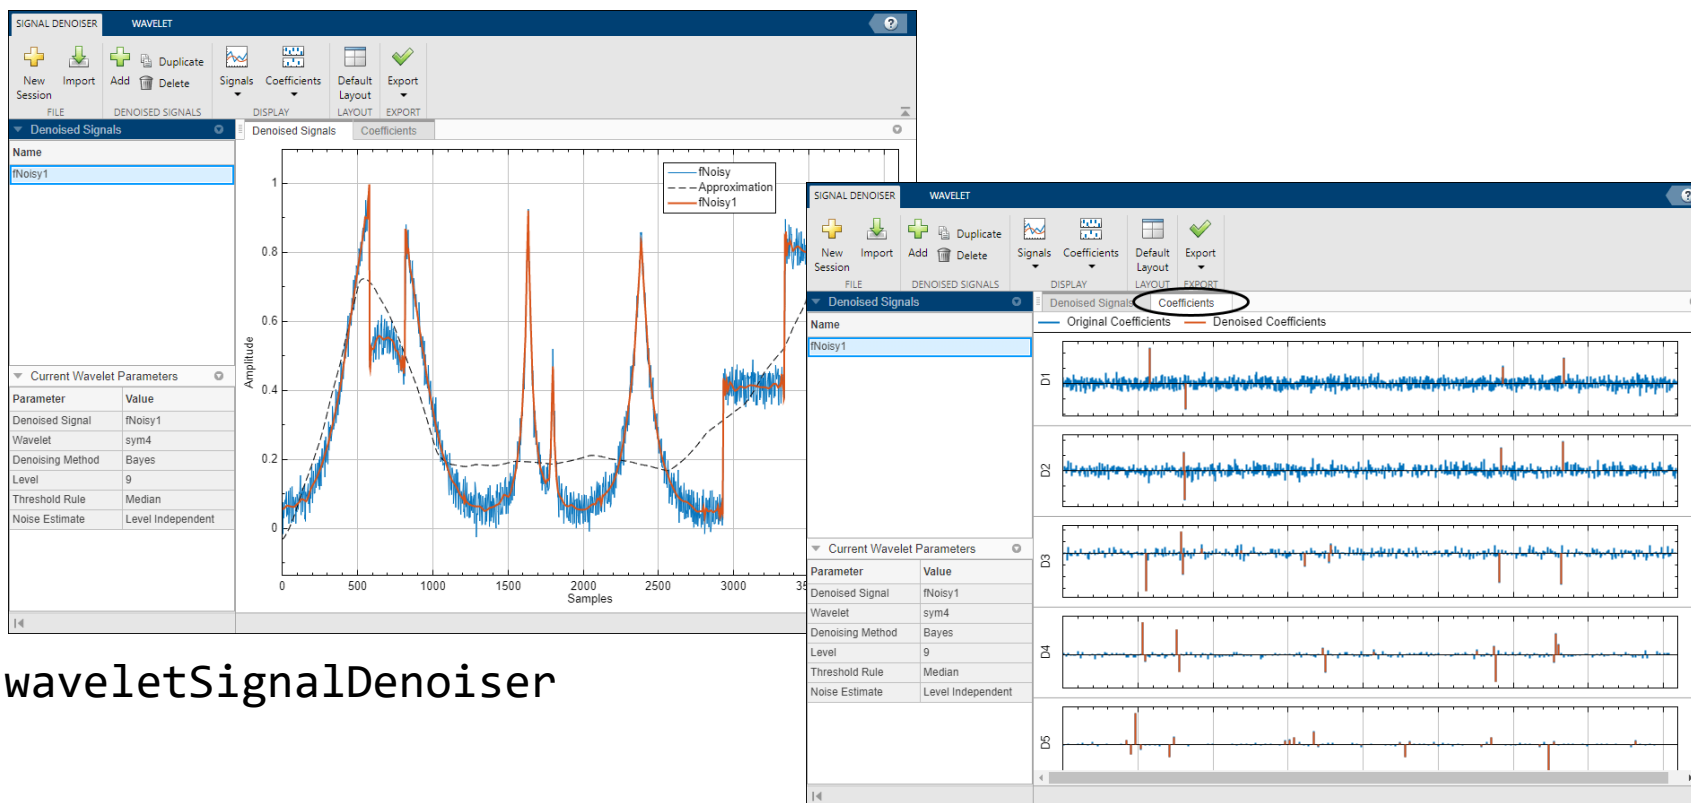 SIGNAL DENOISER WAVELET ?
New Session Import Add Duplicate Delete Signals Coefficients Default Layout Export
FILE DENOISED SIGNALS DISPLAY LAYOUT EXPORT
Denoised Signals
Name
fNoisy1
Current Wavelet Parameters
Parameter Value
Denoised Signal fNoisy1
Wavelet sym4
Denoising Method Bayes
Level 9
Threshold Rule Median
Noise Estimate Level Independent
Denoised Signals Coefficients
fNoisy
Approximation
fNoisy1
Amplitude
1
0.8
0.6
0.4
0.2
0
0 500 1000 1500 2000 2500 3000
Samples
waveletSignalDenoiser
SIGNAL DENOISER WAVELET ?
New Session Import Add Duplicate Delete Signals Coefficients Default Layout Export
FILE DENOISED SIGNALS DISPLAY LAYOUT EXPORT
Denoised Signals
Name
fNoisy1
Current Wavelet Parameters
Parameter Value
Denoised Signal fNoisy1
Wavelet sym4
Denoising Method Bayes
Level 9
Threshold Rule Median
Noise Estimate Level Independent
Denoised Signals Coefficients
Original Coefficients Denoised Coefficients
D1
D2
D3
D4
D5